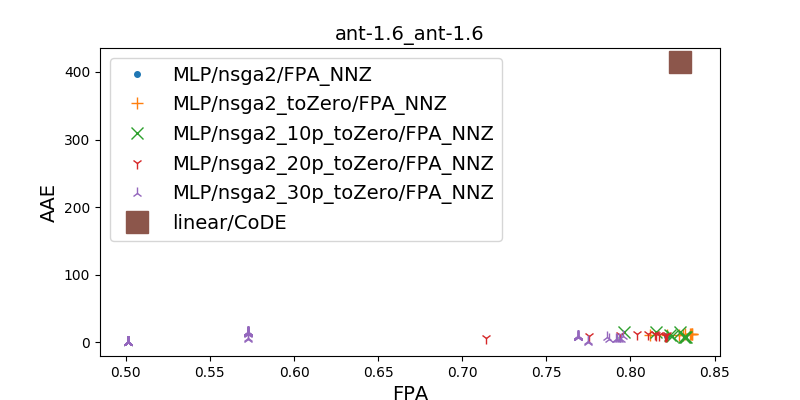 ant-1.6_ant-1.6
MLP/nsga2/FPA_NNZ
MLP/nsga2_toZero/FPA_NNZ
MLP/nsga2_10p_toZero/FPA_NNZ
MLP/nsga2_20p_toZero/FPA_NNZ
MLP/nsga2_30p_toZero/FPA_NNZ
linear/CoDE
AAE
400
300
200
100
0
0.50 0.55 0.60 0.65 0.70 0.75 0.80 0.85
FPA